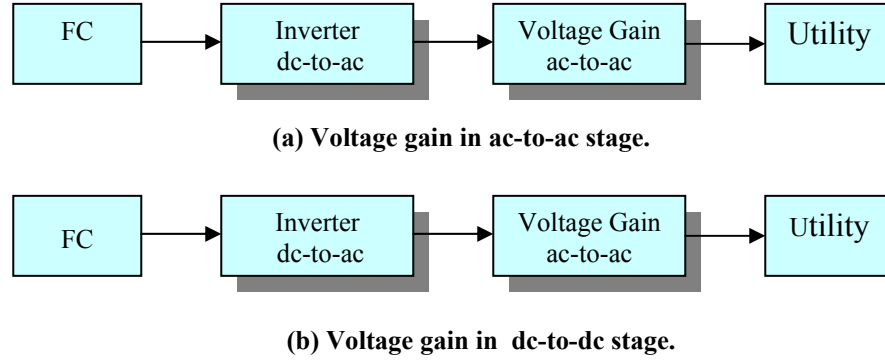 FC
Inverter
dc-to-ac
Voltage Gain
ac-to-ac
Utility
(a) Voltage gain in ac-to-ac stage.
FC
Inverter
dc-to-ac
Voltage Gain
ac-to-ac
Utility
(b) Voltage gain in dc-to-dc stage.